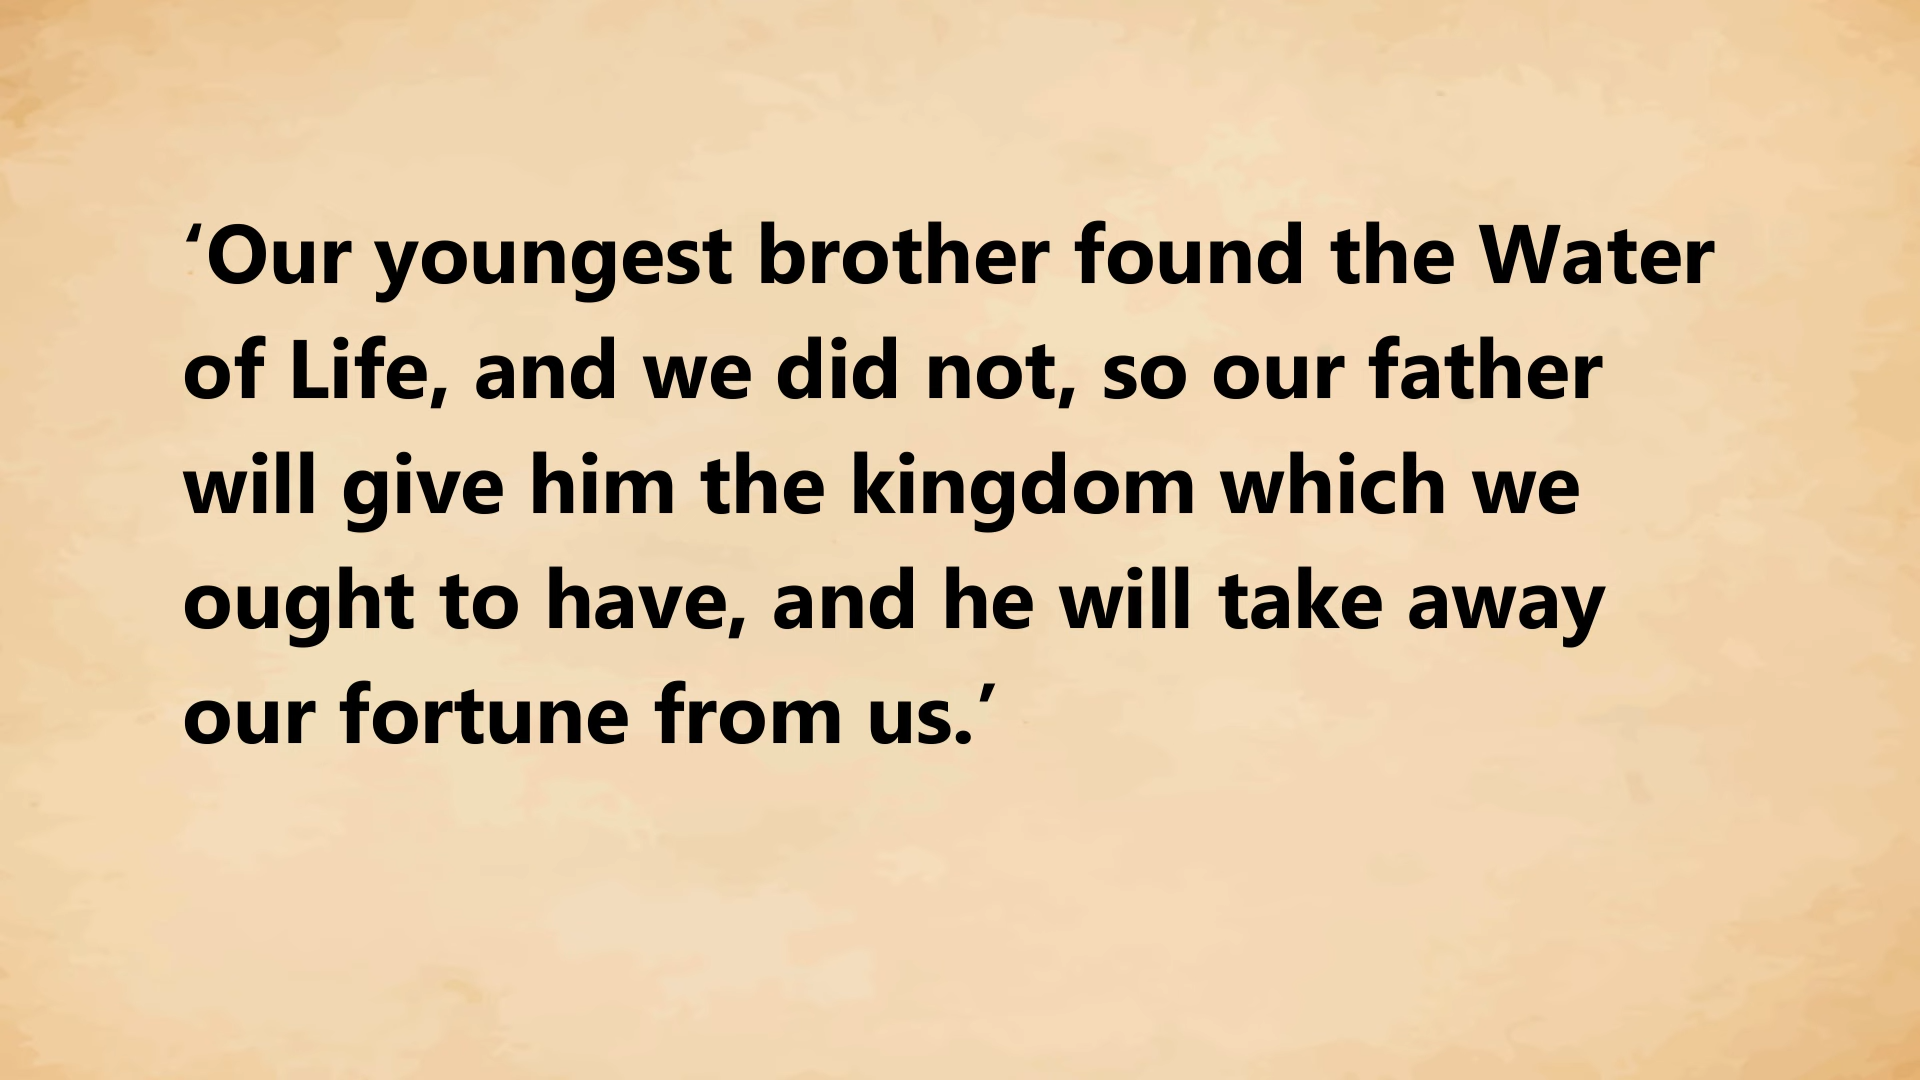 ‘Our youngest brother found the Water
of Life, and we did not, so our father
will give him the kingdom which we
ought to have, and he will take away
our fortune from us.’